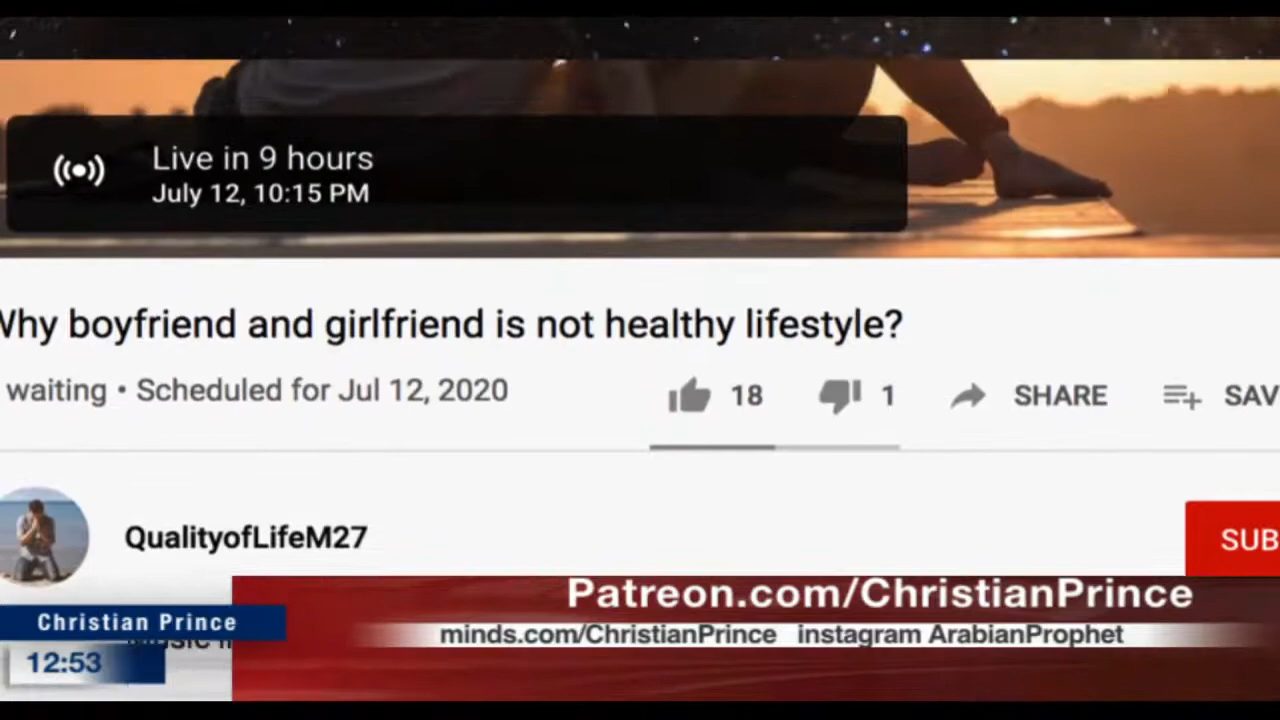 Live in 9 hours
July 12, 10:15 PM
Why boyfriend and girlfriend is not healthy lifestyle?
waiting • Scheduled for Jul 12, 2020
18 1 SHARE SAV
QualityofLifeM27
SUB
Patreon.com/ChristianPrince
Christian Prince
minds.com/ChristianPrince instagram ArabianProphet
12:53